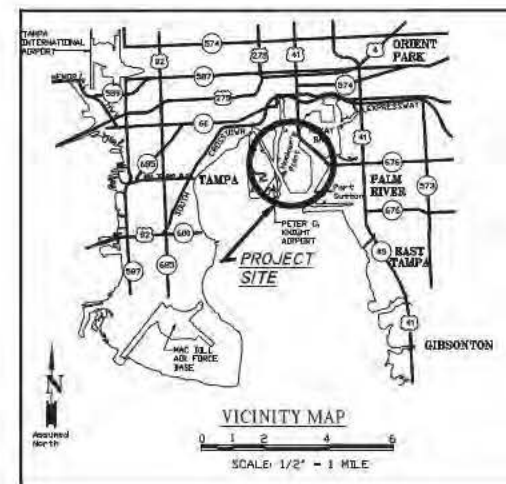 TAMPA
INTERNATIONAL
AIRPORT
574
92
275
41
4
ORIENT
PARK
587
574
589
275
EXPRESSWAY
60
CROSSTOWN
41
685
676
TAMPA
PALM
RIVER
573
Port
Sutton
SOUTH
676
PETER O.
KNIGHT
AIRPORT
92
600
45
EAST
TAMPA
PROJECT
SITE
587
685
41
MAC DILL
AIR FORCE
BASE
GIBSONTON
N
Assumed
North
VICINITY MAP
0 2 4 6
SCALE: 1/2" = 1 MILE